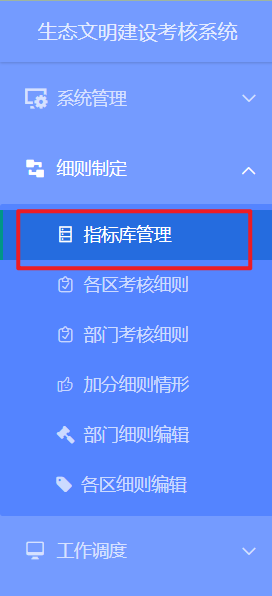 生态文明建设考核系统
系统管理
细则制定
指标库管理
各区考核细则
部门考核细则
加分细则情形
部门细则编辑
各区细则编辑
工作调度